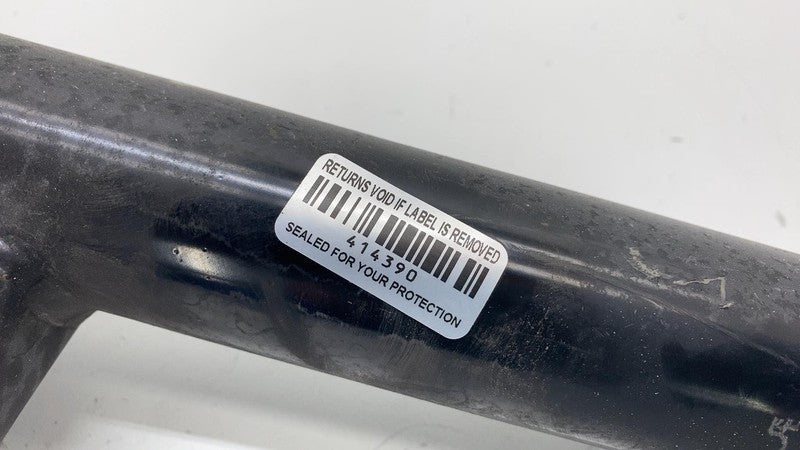 RETURNS VOID IF LABEL IS REMOVED
414390
SEALED FOR YOUR PROTECTION